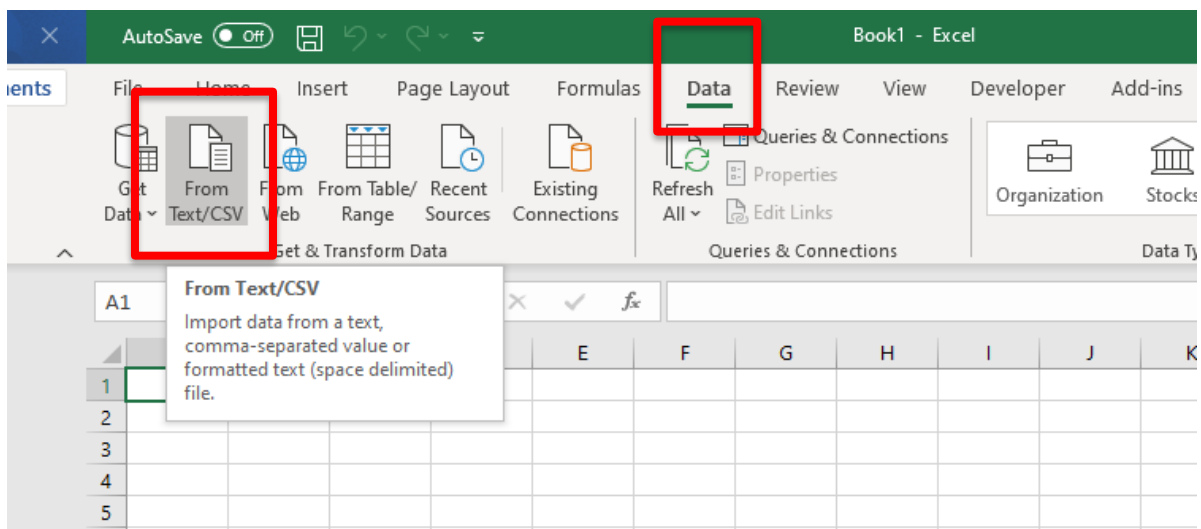 AutoSave Off Book1 - Excel
ents File Home Insert Page Layout Formulas Data Review View Developer Add-ins
Get Data
From Text/CSV
From Web
From Table/ Range
Recent Sources
Existing Connections
Refresh All
Queries & Connections
Properties
Edit Links
Organization
Stocks
Get & Transform Data
Queries & Connections
Data Ty
A1
fx
From Text/CSV
Import data from a text,
comma-separated value or
formatted text (space delimited)
file.
E F G H I J K
1
2
3
4
5